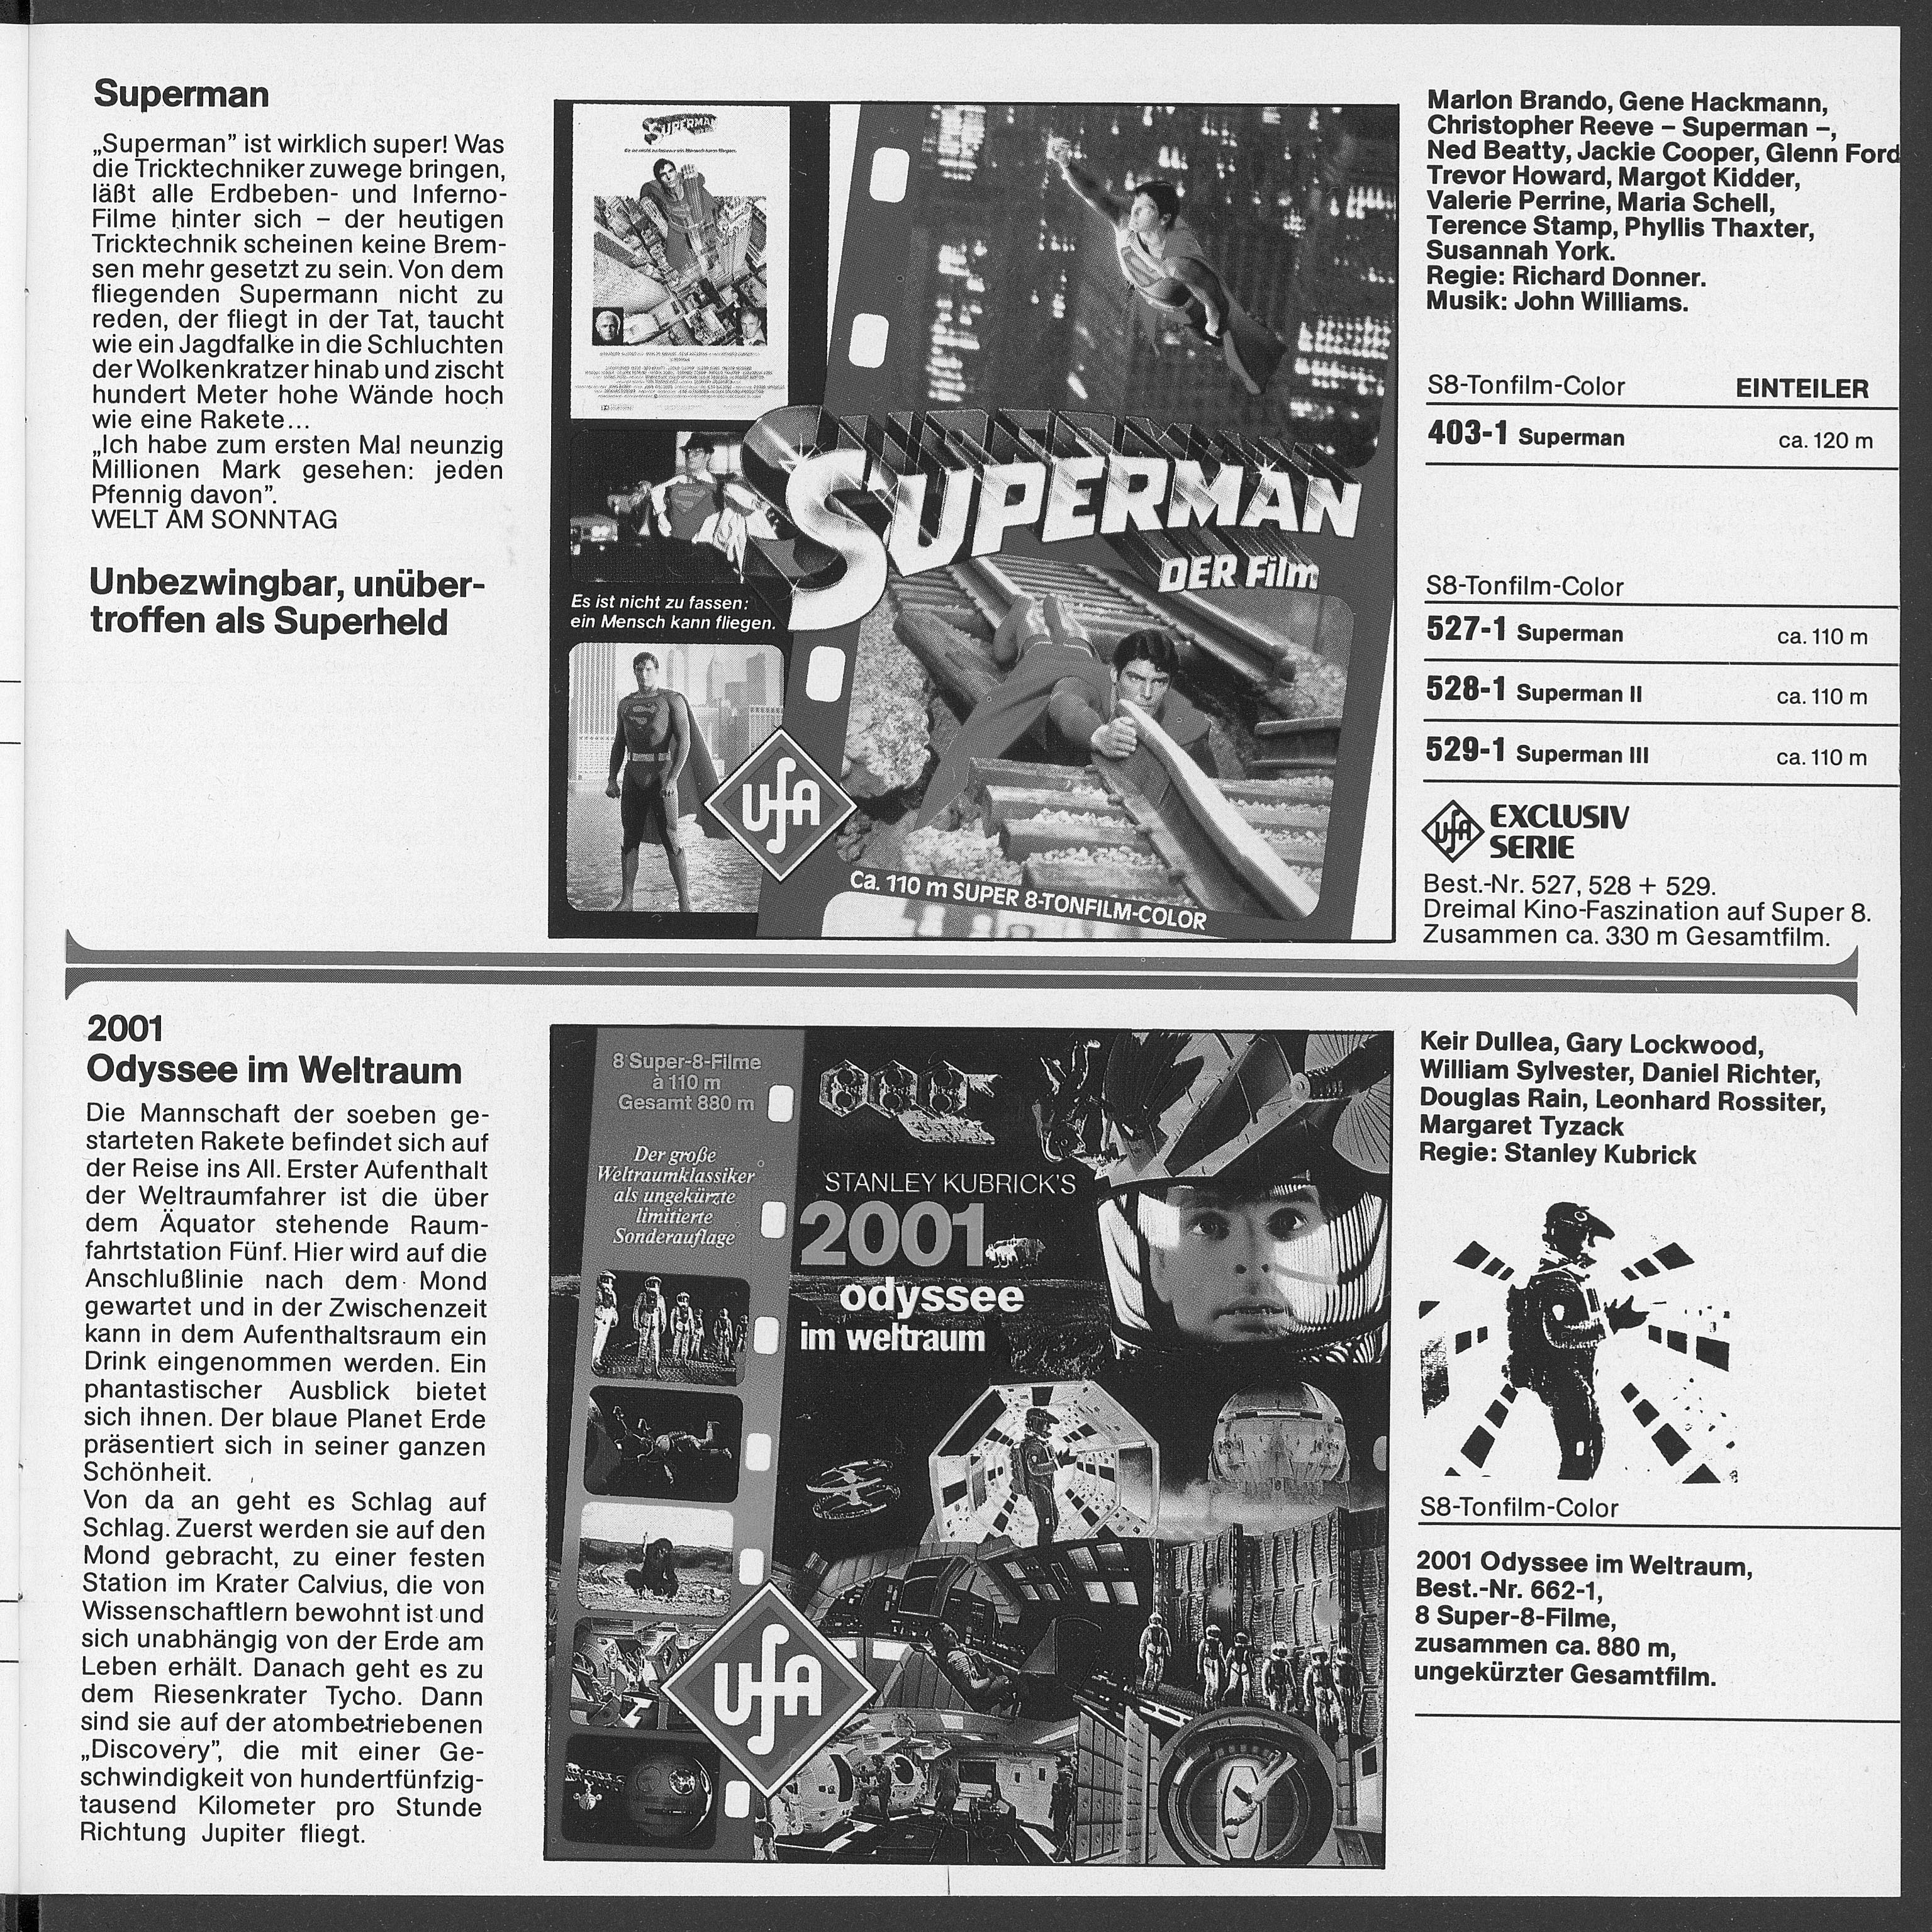 Superman
„Superman” ist wirklich super! Was
die Tricktechniker zuwege bringen,
läßt alle Erdbeben- und Inferno-
Filme hinter sich – der heutigen
Tricktechnik scheinen keine Brem-
sen mehr gesetzt zu sein. Von dem
fliegenden Supermann nicht zu
reden, der fliegt in der Tat, taucht
wie ein Jagdfalke in die Schluchten
der Wolkenkratzer hinab und zischt
hundert Meter hohe Wände hoch
wie eine Rakete...
„Ich habe zum ersten Mal neunzig
Millionen Mark gesehen: jeden
Pfennig davon”.
WELT AM SONNTAG
Unbezwingbar, unüber-
troffen als Superheld
SUPERMAN
SUPERMAN
DER Film
Es ist nicht zu fassen:
ein Mensch kann fliegen.
ufA
Ca. 110 m SUPER 8-TONFILM-COLOR
Marlon Brando, Gene Hackmann,
Christopher Reeve – Superman –,
Ned Beatty, Jackie Cooper, Glenn Ford
Trevor Howard, Margot Kidder,
Valerie Perrine, Maria Schell,
Terence Stamp, Phyllis Thaxter,
Susannah York.
Regie: Richard Donner.
Musik: John Williams.
S8-Tonfilm-Color EINTEILER
403-1 Superman ca. 120 m
S8-Tonfilm-Color
527-1 Superman ca. 110 m
528-1 Superman II ca. 110 m
529-1 Superman III ca. 110 m
ufA EXCLUSIV
SERIE
Best.-Nr. 527, 528 + 529.
Dreimal Kino-Faszination auf Super 8.
Zusammen ca. 330 m Gesamtfilm.
2001
Odyssee im Weltraum
Die Mannschaft der soeben ge-
starteten Rakete befindet sich auf
der Reise ins All. Erster Aufenthalt
der Weltraumfahrer ist die über
dem Äquator stehende Raum-
fahrtstation Fünf. Hier wird auf die
Anschlußlinie nach dem Mond
gewartet und in der Zwischenzeit
kann in dem Aufenthaltsraum ein
Drink eingenommen werden. Ein
phantastischer Ausblick bietet
sich ihnen. Der blaue Planet Erde
präsentiert sich in seiner ganzen
Schönheit.
Von da an geht es Schlag auf
Schlag. Zuerst werden sie auf den
Mond gebracht, zu einer festen
Station im Krater Calvius, die von
Wissenschaftlern bewohnt ist und
sich unabhängig von der Erde am
Leben erhält. Danach geht es zu
dem Riesenkrater Tycho. Dann
sind sie auf der atombetriebenen
„Discovery”, die mit einer Ge-
schwindigkeit von hundertfünfzig-
tausend Kilometer pro Stunde
Richtung Jupiter fliegt.
8 Super-8-Filme
à 110 m
Gesamt 880 m
Der große
Weltraumklassiker
als ungekürzte
limitierte
Sonderauflage
STANLEY KUBRICK'S
2001
odyssee
im weltraum
ufA
Keir Dullea, Gary Lockwood,
William Sylvester, Daniel Richter,
Douglas Rain, Leonhard Rossiter,
Margaret Tyzack
Regie: Stanley Kubrick
S8-Tonfilm-Color
2001 Odyssee im Weltraum,
Best.-Nr. 662-1,
8 Super-8-Filme,
zusammen ca. 880 m,
ungekürzter Gesamtfilm.